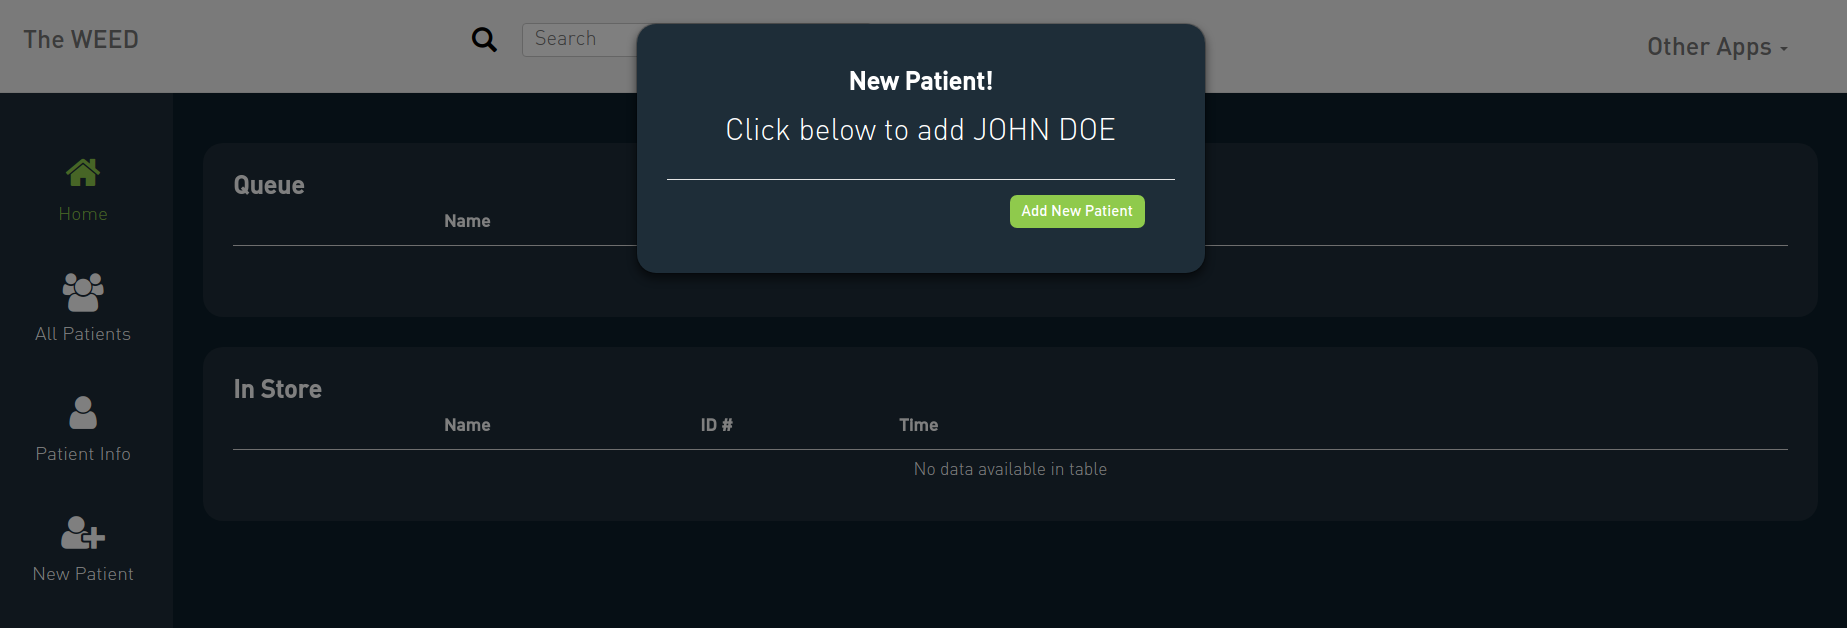 The WEED
Search
Other Apps
New Patient!
Click below to add JOHN DOE
Add New Patient
Home
All Patients
Patient Info
New Patient
Queue
Name
In Store
Name ID # Time
No data available in table